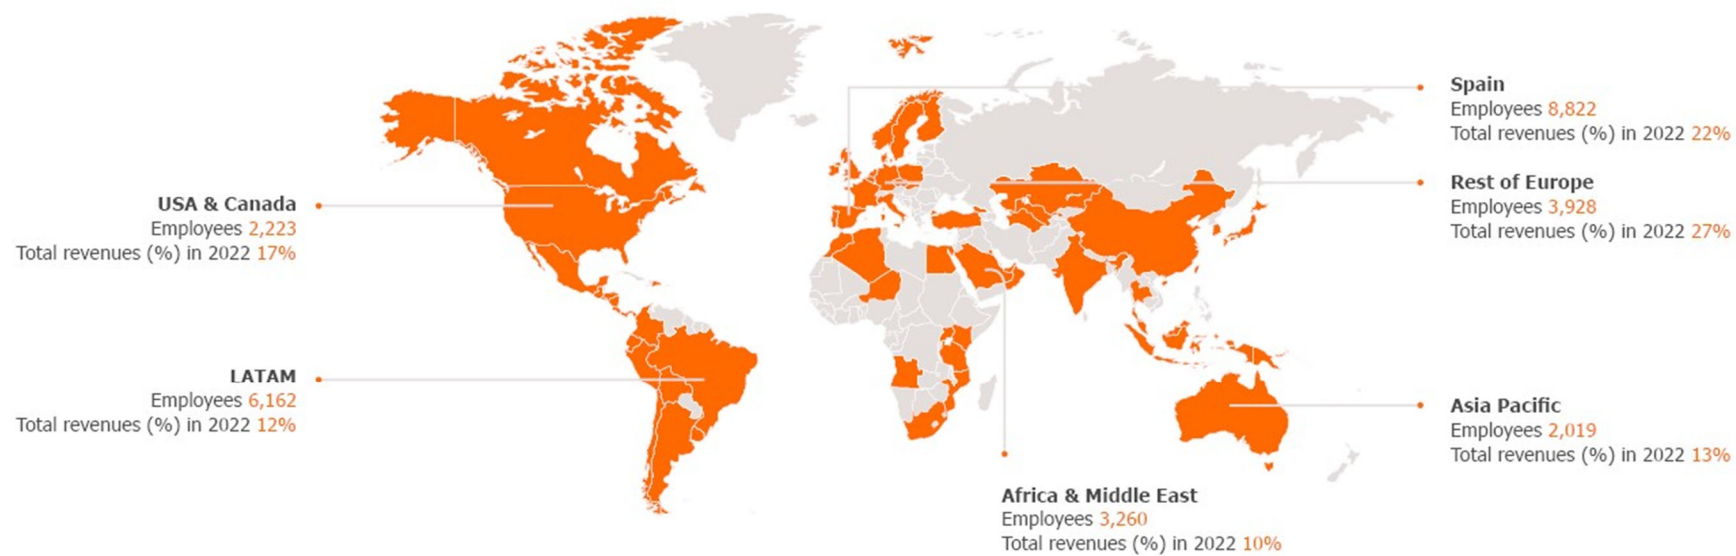 USA & Canada
Employees 2,223
Total revenues (%) in 2022 17%
LATAM
Employees 6,162
Total revenues (%) in 2022 12%
Spain
Employees 8,822
Total revenues (%) in 2022 22%
Rest of Europe
Employees 3,928
Total revenues (%) in 2022 27%
Asia Pacific
Employees 2,019
Total revenues (%) in 2022 13%
Africa & Middle East
Employees 3,260
Total revenues (%) in 2022 10%